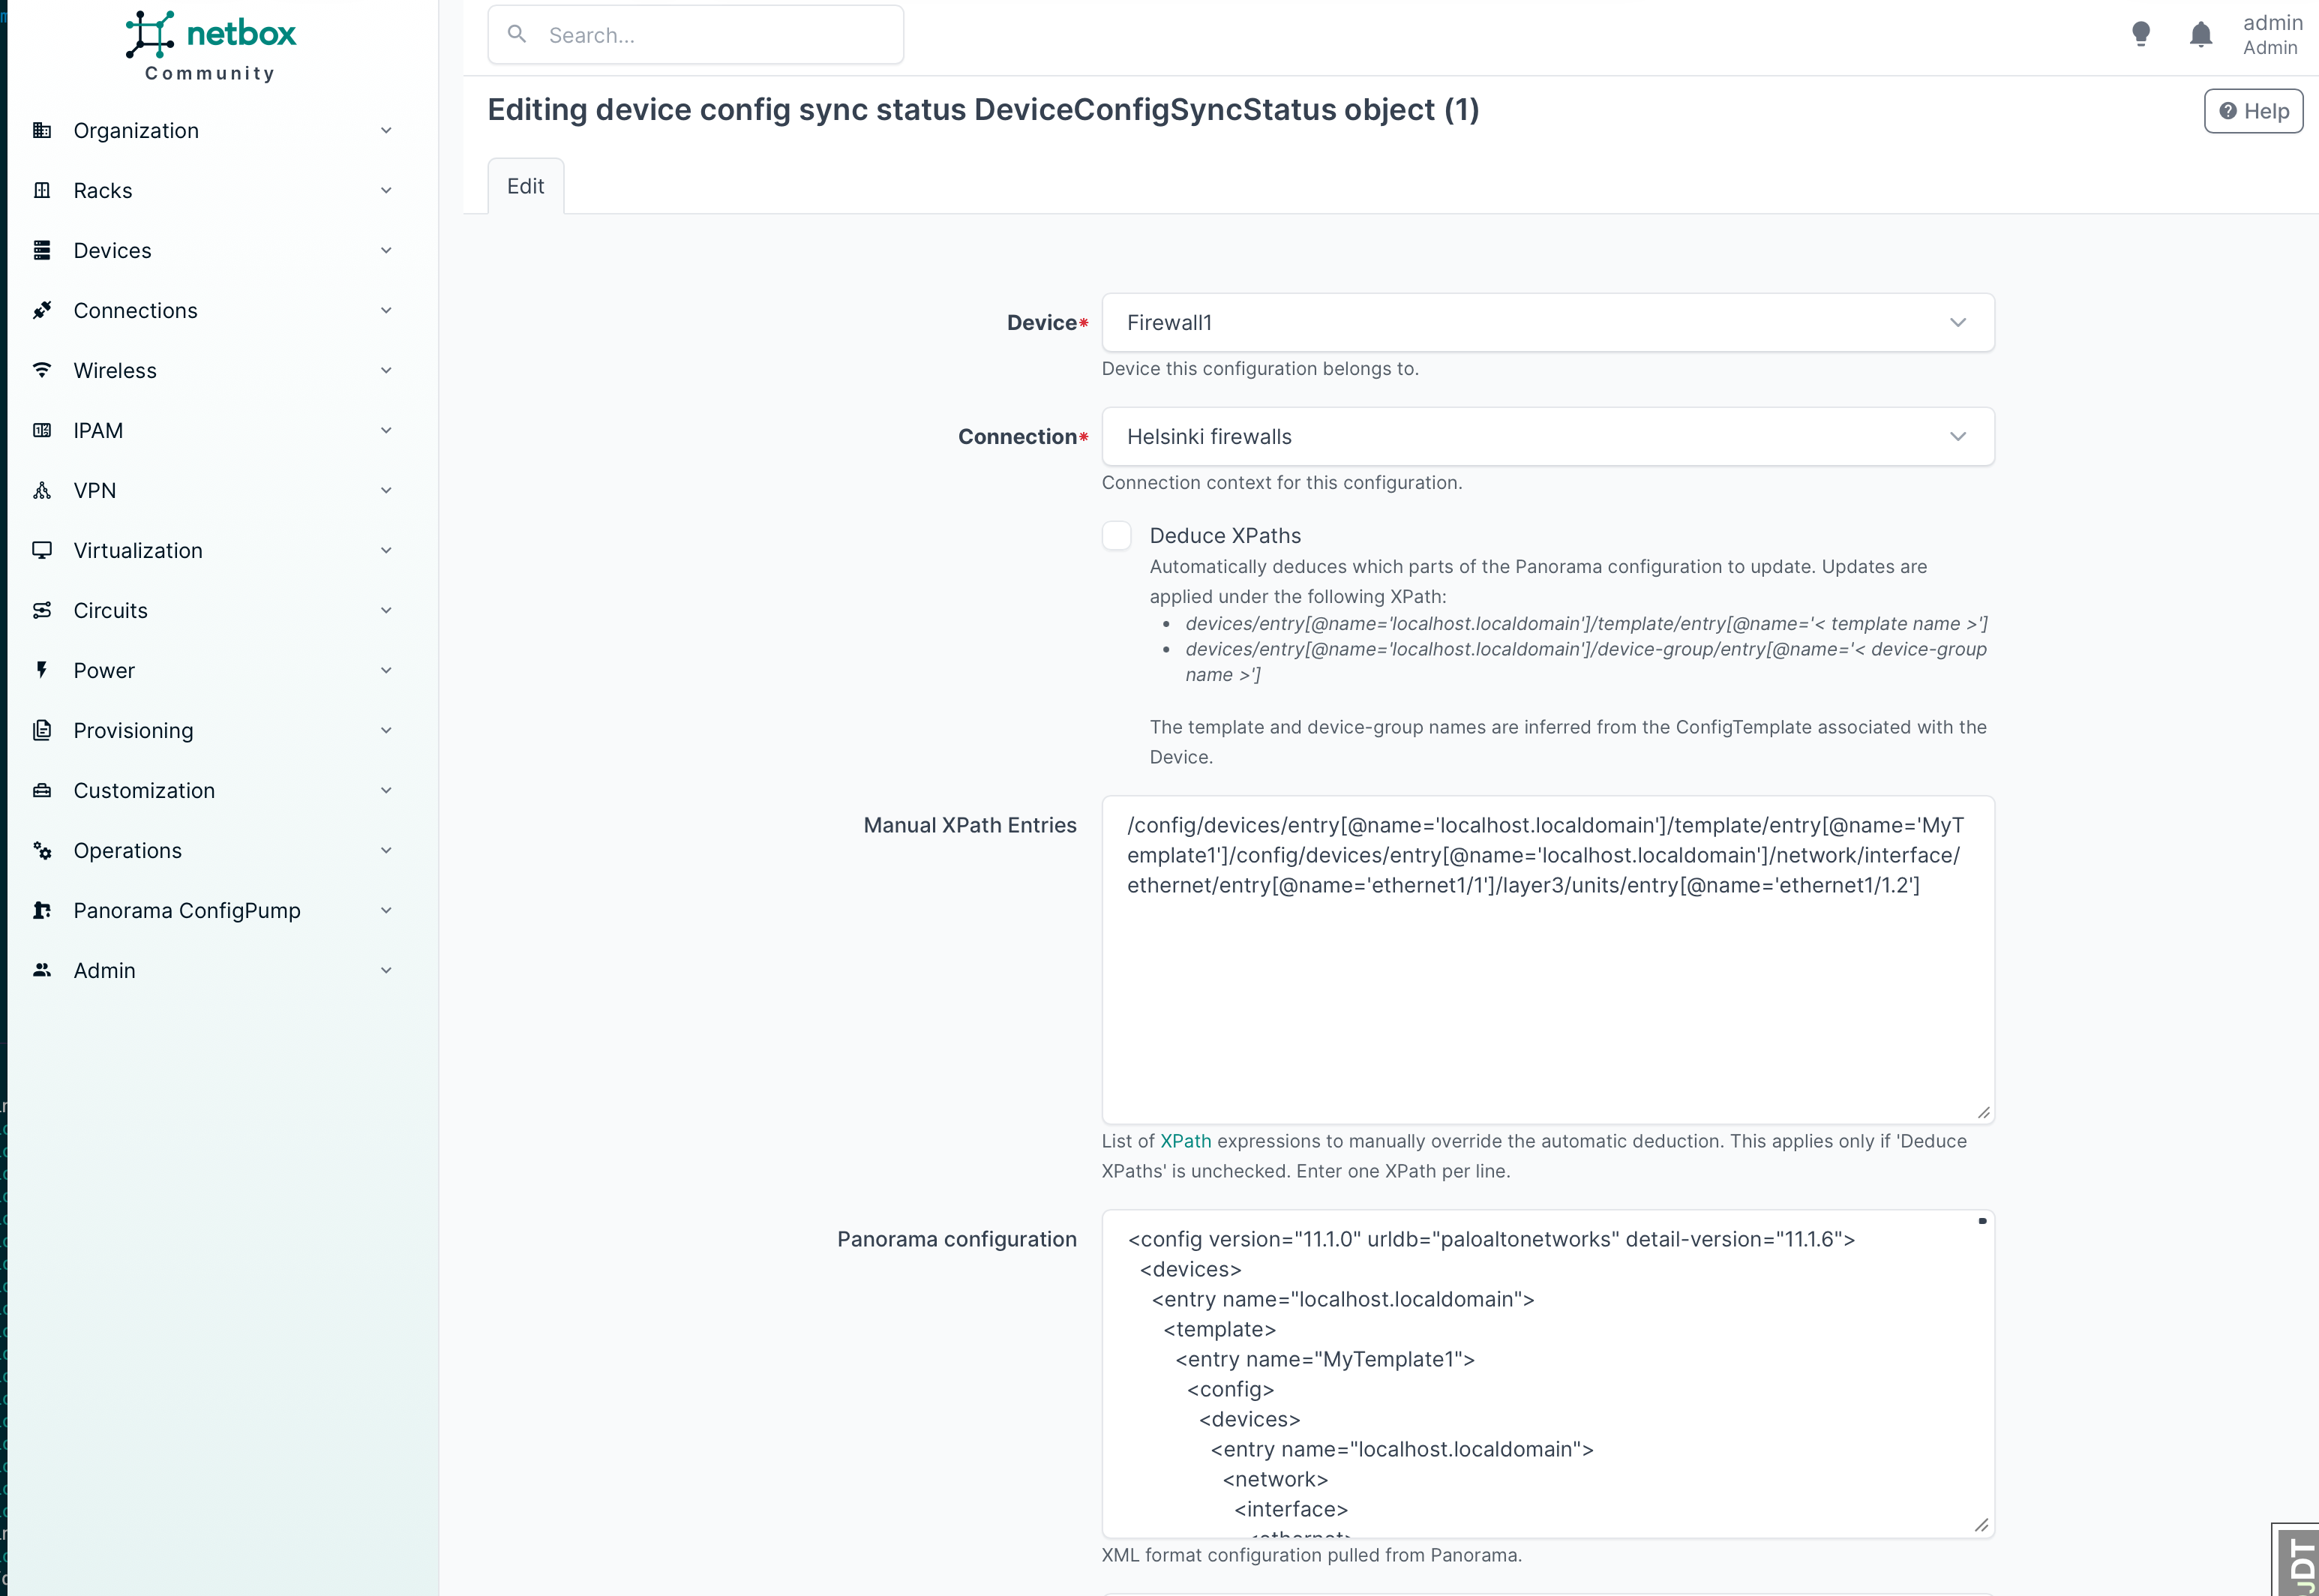 netbox
Community
Search...
admin
Admin
Organization
Racks
Devices
Connections
Wireless
IPAM
VPN
Virtualization
Circuits
Power
Provisioning
Customization
Operations
Panorama ConfigPump
Admin
Editing device config sync status DeviceConfigSyncStatus object (1)
Help
Edit
Device*
Firewall1
Device this configuration belongs to.
Connection*
Helsinki firewalls
Connection context for this configuration.
Deduce XPaths
Automatically deduces which parts of the Panorama configuration to update. Updates are
applied under the following XPath:
• devices/entry[@name='localhost.localdomain']/template/entry[@name='< template name >']
• devices/entry[@name='localhost.localdomain']/device-group/entry[@name='< device-group
name >']
The template and device-group names are inferred from the ConfigTemplate associated with the
Device.
Manual XPath Entries
/config/devices/entry[@name='localhost.localdomain']/template/entry[@name='MyT
emplate1']/config/devices/entry[@name='localhost.localdomain']/network/interface/
ethernet/entry[@name='ethernet1/1']/layer3/units/entry[@name='ethernet1/1.2']
List of XPath expressions to manually override the automatic deduction. This applies only if 'Deduce
XPaths' is unchecked. Enter one XPath per line.
Panorama configuration
<config version="11.1.0" urldb="paloaltonetworks" detail-version="11.1.6">
<devices>
<entry name="localhost.localdomain">
<template>
<entry name="MyTemplate1">
<config>
<devices>
<entry name="localhost.localdomain">
<network>
<interface>
<ethernet>
XML format configuration pulled from Panorama.
DJDT